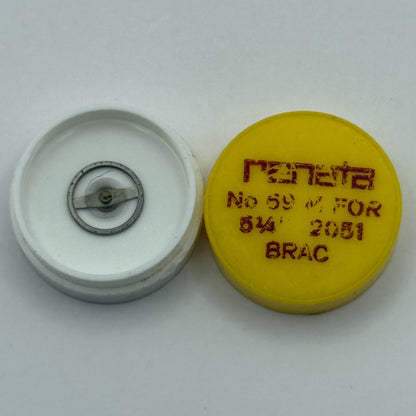 renata
No 59 M FOR
5¼''' 2051
BRAC